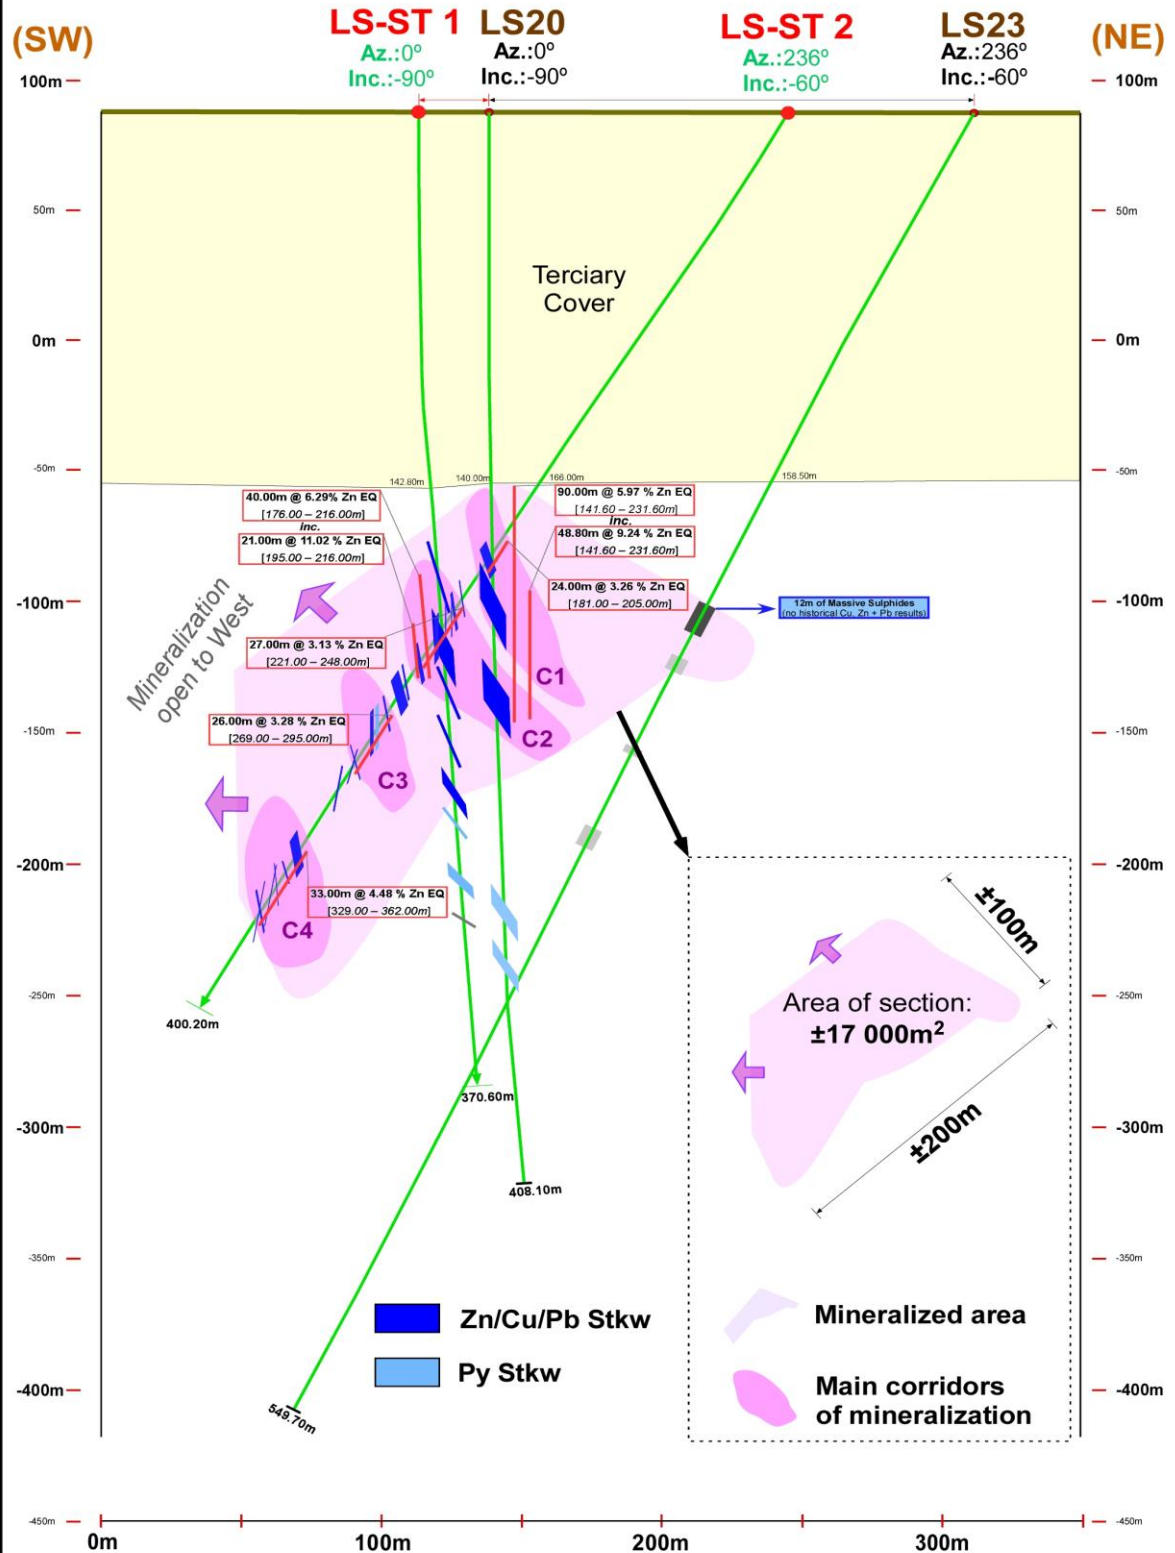 (SW)
LS-ST 1
Az.:0º
Inc.:-90º
LS20
Az.:0º
Inc.:-90º
LS-ST 2
Az.:236º
Inc.:-60º
LS23
Az.:236º
Inc.:-60º
(NE)
100m
100m
50m
50m
Terciary
Cover
0m
0m
-50m
-50m
142.80m
140.00m
166.00m
158.50m
40.00m @ 6.29% Zn EQ
[176.00 – 216.00m]
inc.
21.00m @ 11.02 % Zn EQ
[195.00 – 216.00m]
90.00m @ 5.97 % Zn EQ
[141.60 – 231.60m]
inc.
48.80m @ 9.24 % Zn EQ
[141.60 – 231.60m]
24.00m @ 3.26 % Zn EQ
[181.00 – 205.00m]
-100m
-100m
12m of Massive Sulphides
(no historical Cu, Zn + Pb results)
Mineralization
open to West
27.00m @ 3.13 % Zn EQ
[221.00 – 248.00m]
C1
26.00m @ 3.28 % Zn EQ
[269.00 – 295.00m]
C2
-150m
-150m
C3
-200m
-200m
33.00m @ 4.48 % Zn EQ
[329.00 – 362.00m]
C4
±100m
-250m
-250m
Area of section:
±17 000m²
400.20m
370.60m
±200m
-300m
-300m
408.10m
-350m
-350m
Zn/Cu/Pb Stkw
Mineralized area
Py Stkw
Main corridors
of mineralization
-400m
-400m
549.70m
-450m
-450m
0m
100m
200m
300m